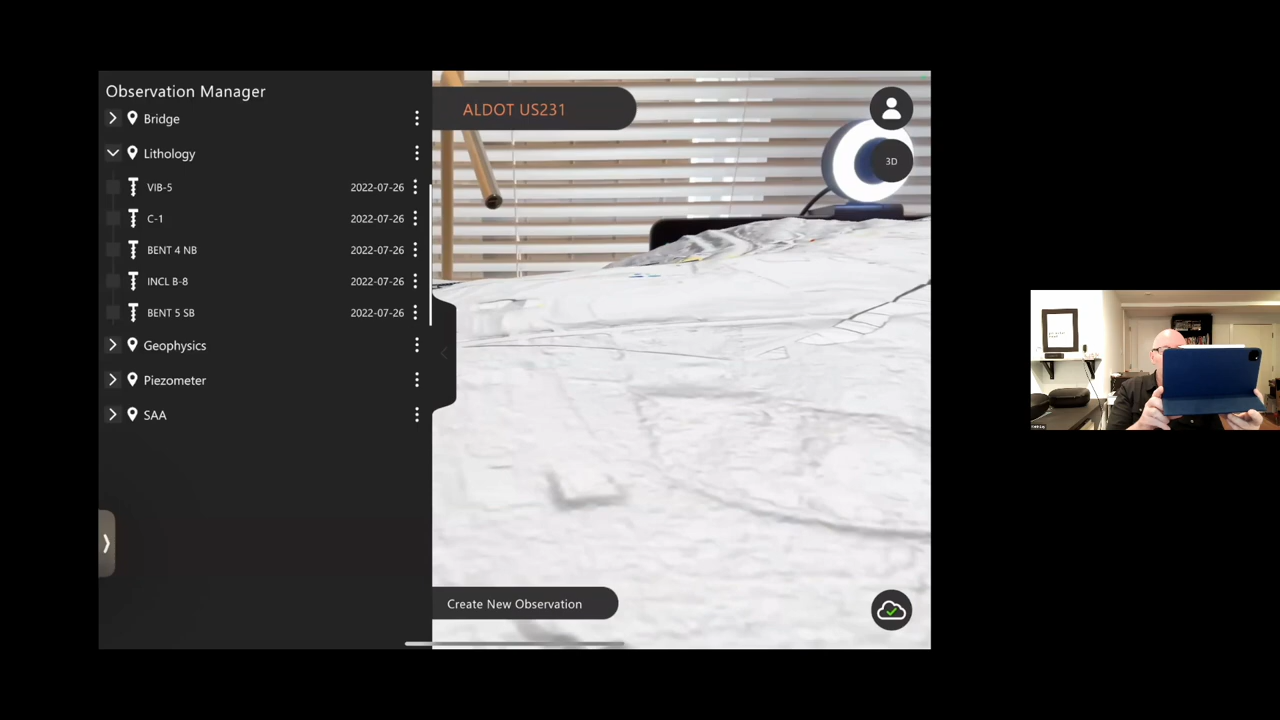 Observation Manager
Bridge
Lithology
VIB-5 2022-07-26
C-1 2022-07-26
BENT 4 NB 2022-07-26
INCL B-8 2022-07-26
BENT 5 SB 2022-07-26
Geophysics
Piezometer
SAA
ALDOT US231
3D
Create New Observation